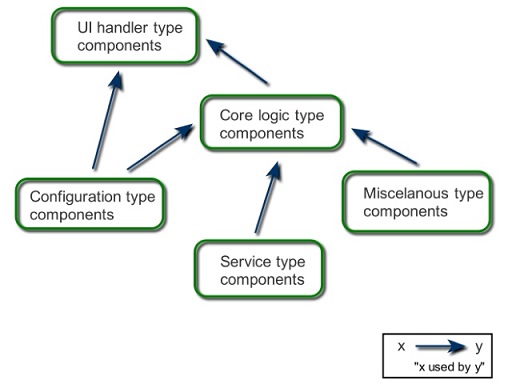 UI handler type
components
Core logic type
components
Configuration type
components
Miscelanous type
components
Service type
components
x y
"x used by y"